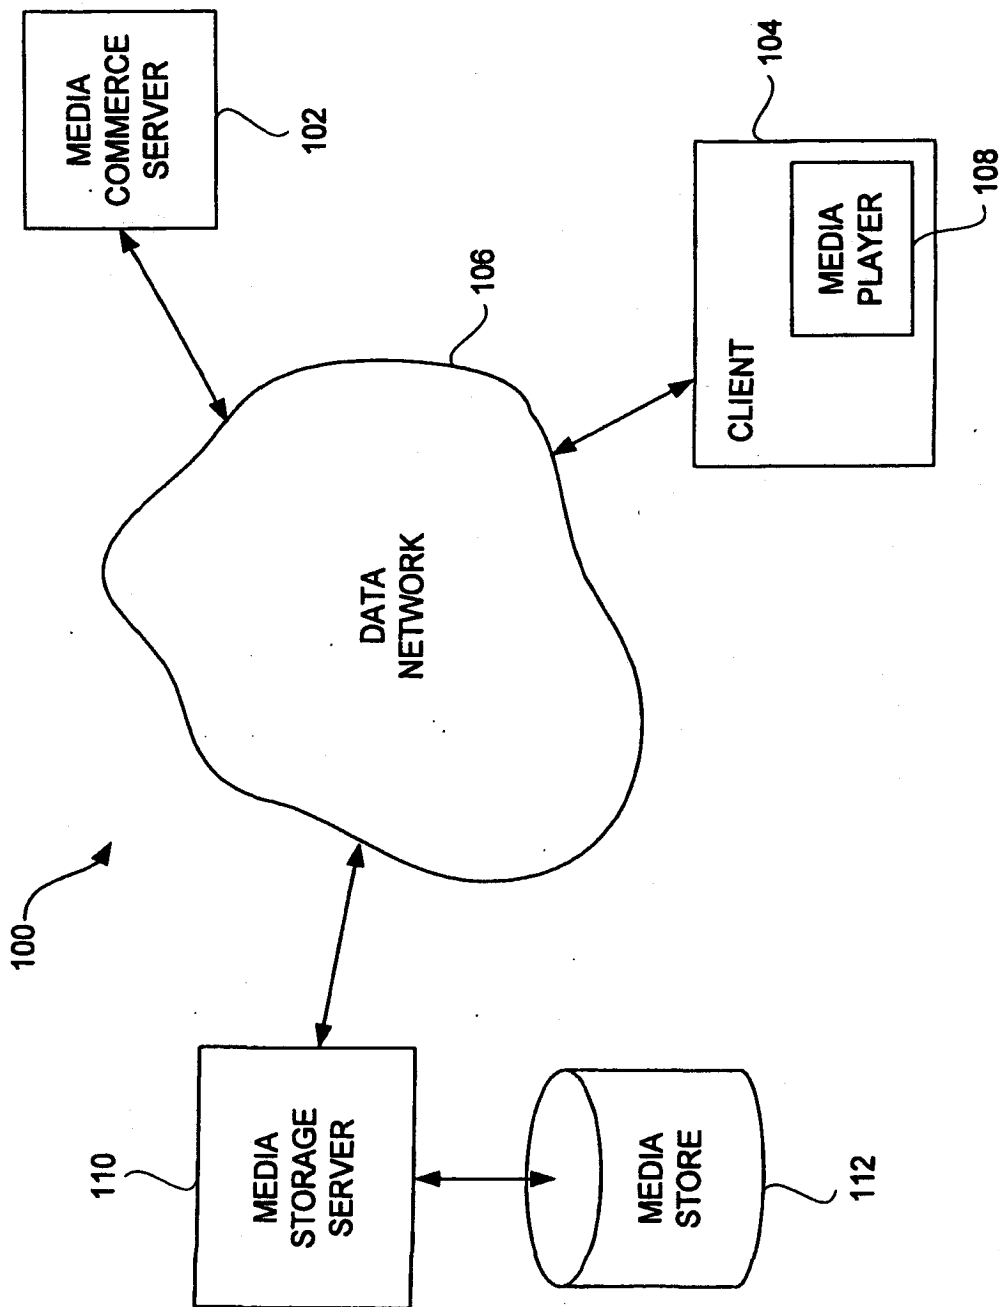 100
MEDIA
COMMERCE
SERVER
102
110
MEDIA
STORAGE
SERVER
DATA
NETWORK
106
CLIENT
104
MEDIA
PLAYER
108
MEDIA
STORE
112